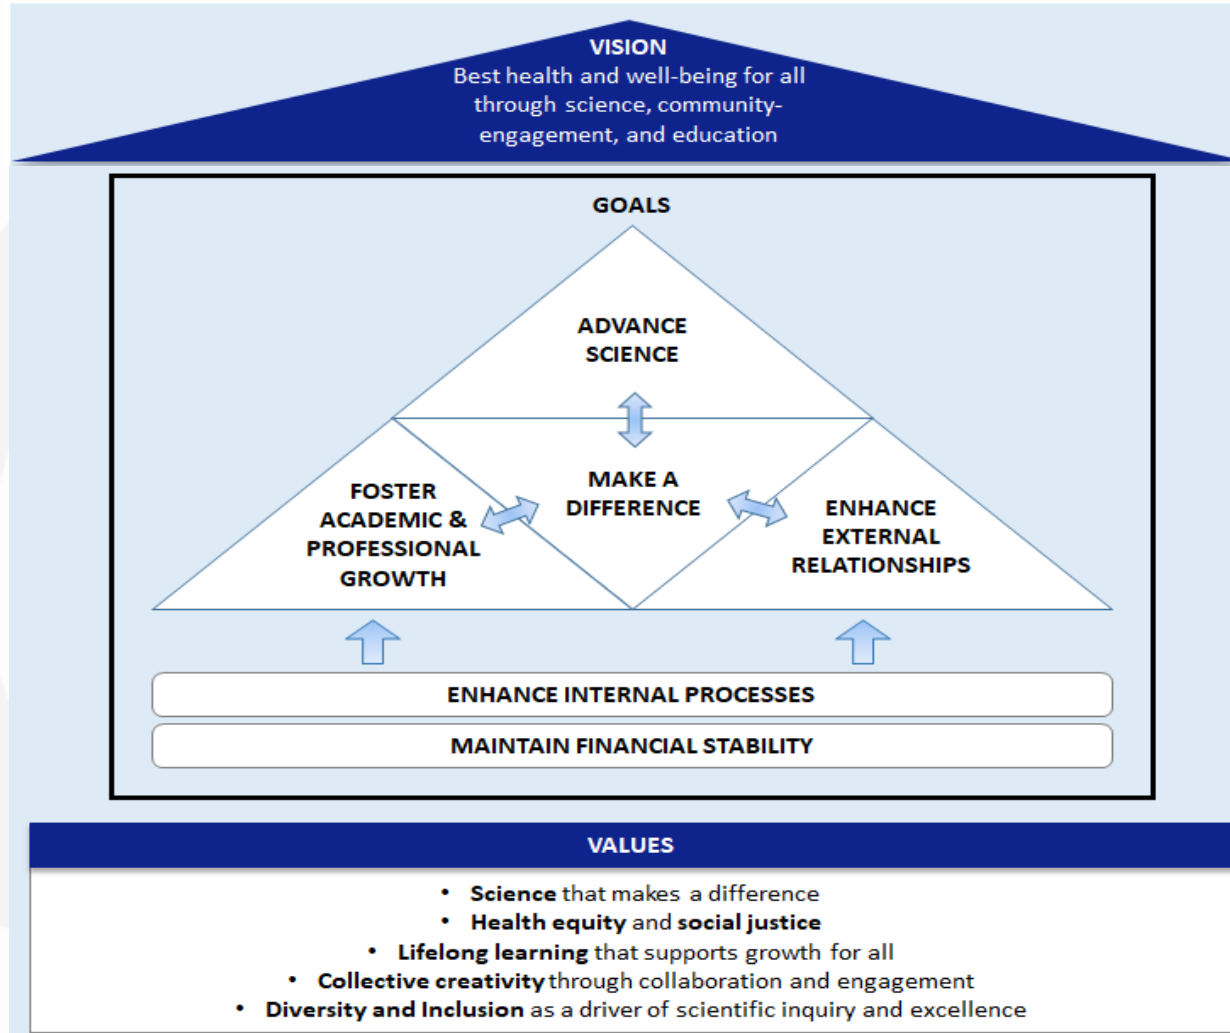 VISION
Best health and well-being for all
through science, community-
engagement, and education
GOALS
ADVANCE
SCIENCE
MAKE A
DIFFERENCE
FOSTER
ACADEMIC &
PROFESSIONAL
GROWTH
ENHANCE
EXTERNAL
RELATIONSHIPS
ENHANCE INTERNAL PROCESSES
MAINTAIN FINANCIAL STABILITY
VALUES
• Science that makes a difference
• Health equity and social justice
• Lifelong learning that supports growth for all
• Collective creativity through collaboration and engagement
• Diversity and Inclusion as a driver of scientific inquiry and excellence